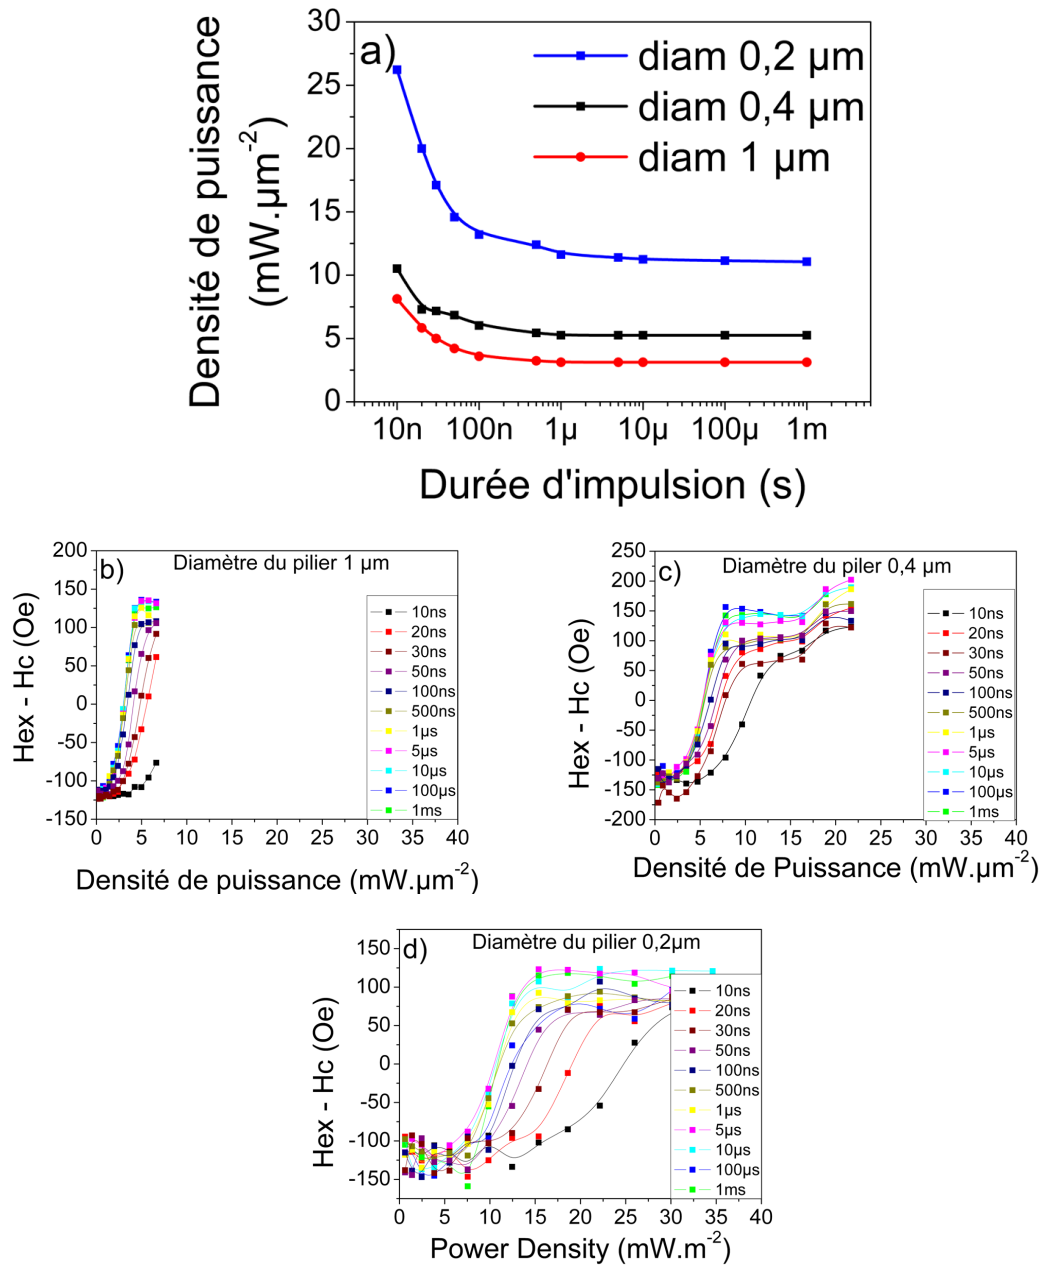 a)
diam 0,2 µm
diam 0,4 µm
diam 1 µm
Densité de puissance
(mW.µm-2)
30
25
20
15
10
5
0
10n 100n 1µ 10µ 100µ 1m
Durée d'impulsion (s)
b)
Diamètre du pilier 1 µm
Hex - Hc (Oe)
200
150
100
50
0
-50
-100
-150
10ns
20ns
30ns
50ns
100ns
500ns
1µs
5µs
10µs
100µs
1ms
0 5 10 15 20 25 30 35 40
Densité de puissance (mW.µm-2)
c)
Diamètre du piler 0,4 µm
Hex - Hc (Oe)
250
200
150
100
50
0
-50
-100
-150
-200
10ns
20ns
30ns
50ns
100ns
500ns
1µs
5µs
10µs
100µs
1ms
0 5 10 15 20 25 30 35 40
Densité de Puissance (mW.µm-2)
d)
Diamètre du pilier 0,2µm
Hex - Hc (Oe)
150
100
50
0
-50
-100
-150
10ns
20ns
30ns
50ns
100ns
500ns
1µs
5µs
10µs
100µs
1ms
0 5 10 15 20 25 30 35 40
Power Density (mW.m-2)